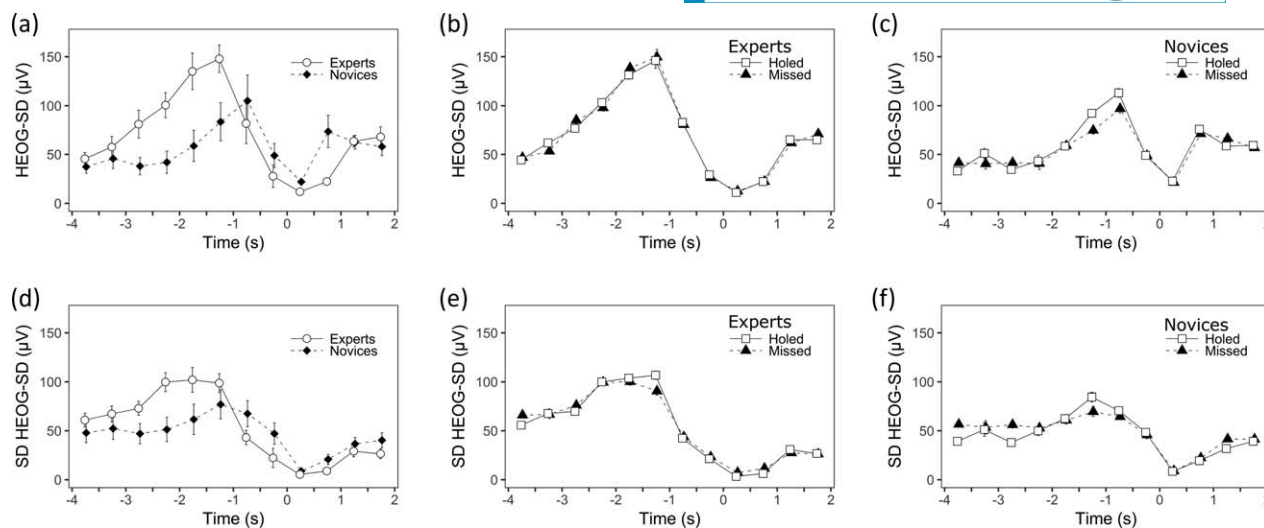 (a)
HEOG-SD (µV)
150
100
50
0
Experts
Novices
-4 -3 -2 -1 0 1 2
Time (s)
(b)
HEOG-SD (µV)
150
100
50
0
Experts
Holed
Missed
-4 -3 -2 -1 0 1 2
Time (s)
(c)
HEOG-SD (µV)
150
100
50
0
Novices
Holed
Missed
-4 -3 -2 -1 0 1 2
Time (s)
(d)
SD HEOG-SD (µV)
150
100
50
0
Experts
Novices
-4 -3 -2 -1 0 1 2
Time (s)
(e)
SD HEOG-SD (µV)
150
100
50
0
Experts
Holed
Missed
-4 -3 -2 -1 0 1 2
Time (s)
(f)
SD HEOG-SD (µV)
150
100
50
0
Novices
Holed
Missed
-4 -3 -2 -1 0 1 2
Time (s)